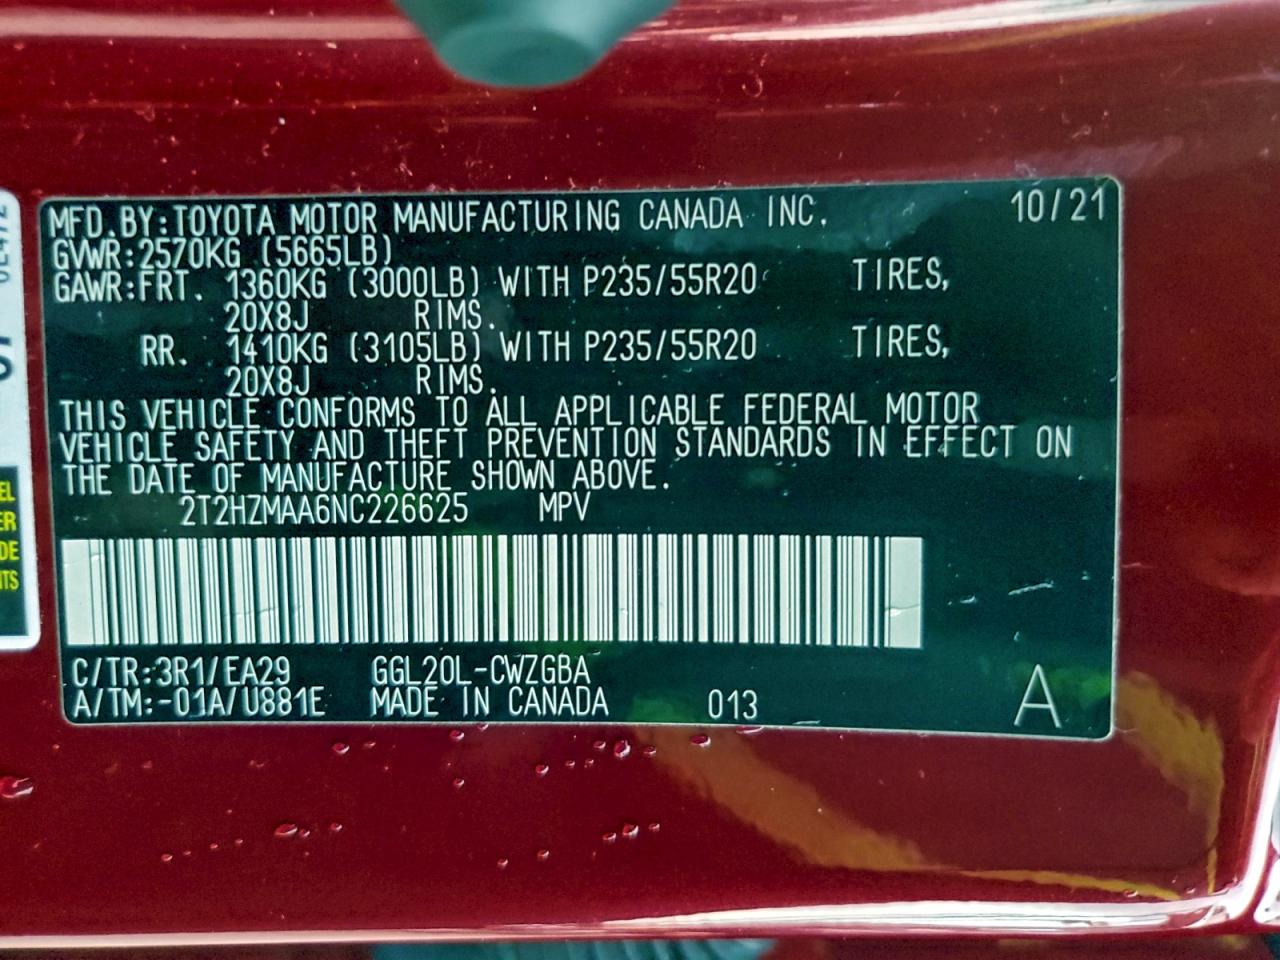 MFD.BY:TOYOTA MOTOR MANUFACTURING CANADA INC. 10/21
GVWR:2570KG (5665LB)
GAWR:FRT. 1360KG (3000LB) WITH P235/55R20 TIRES,
20X8J RIMS.
RR. 1410KG (3105LB) WITH P235/55R20 TIRES,
20X8J RIMS.
THIS VEHICLE CONFORMS TO ALL APPLICABLE FEDERAL MOTOR
VEHICLE SAFETY AND THEFT PREVENTION STANDARDS IN EFFECT ON
THE DATE OF MANUFACTURE SHOWN ABOVE.
2T2HZMAA6NC226625 MPV
C/TR:3R1/EA29 GGL20L-CWZGBA
A/TM:-01A/U881E MADE IN CANADA 013 A